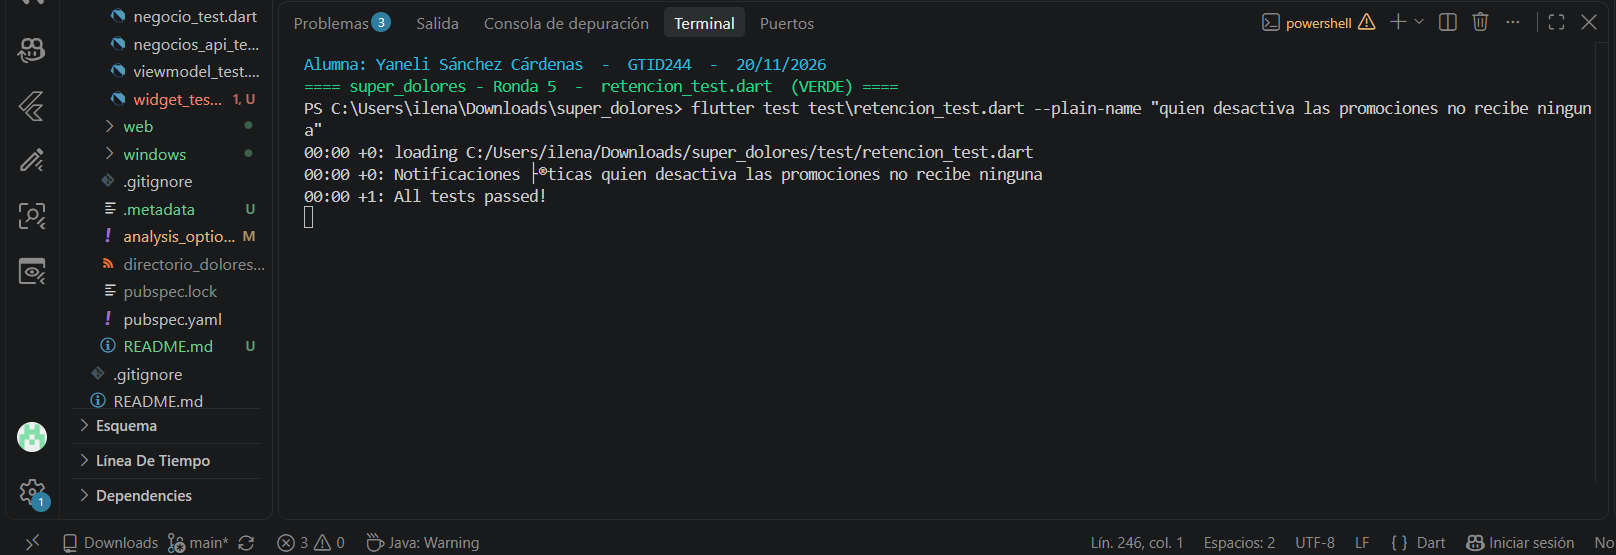 negocio_test.dart
negocios_api_te...
viewmodel_test....
widget_tes... 1, U
web
windows
.gitignore
.metadata U
analysis_optio... M
directorio_dolores...
pubspec.lock
pubspec.yaml
README.md U
.gitignore
README.md
Esquema
Línea De Tiempo
Dependencies
1
Problemas 3 Salida Consola de depuración Terminal Puertos
powershell
Alumna: Yaneli Sánchez Cárdenas - GTID244 - 20/11/2026
==== super_dolores - Ronda 5 - retencion_test.dart (VERDE) ====
PS C:\Users\ilena\Downloads\super_dolores> flutter test test\retencion_test.dart --plain-name "quien desactiva las promociones no recibe ningun
a"
00:00 +0: loading C:/Users/ilena/Downloads/super_dolores/test/retencion_test.dart
00:00 +0: Notificaciones ├®ticas quien desactiva las promociones no recibe ninguna
00:00 +1: All tests passed!
Downloads main* 3 0 Java: Warning Lín. 246, col. 1 Espacios: 2 UTF-8 LF { } Dart Iniciar sesión No